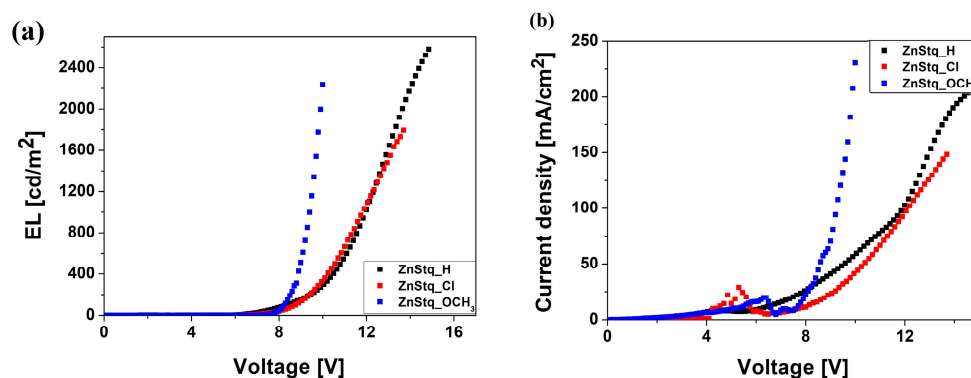 (a)
EL [cd/m²]
2400
2000
1600
1200
800
400
0
0 4 8 12 16
Voltage [V]
ZnStq_H
ZnStq_Cl
ZnStq_OCH₃
(b)
Current density [mA/cm²]
250
200
150
100
50
0
0 4 8 12
Voltage [V]
ZnStq_H
ZnStq_Cl
ZnStq_OCH